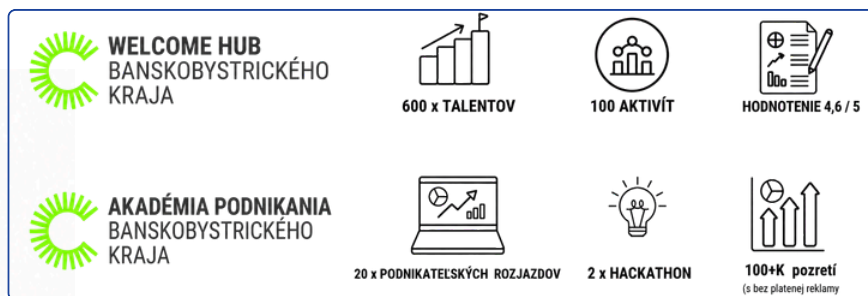 WELCOME HUB
BANSKOBYSTRICKÉHO
KRAJA
600 x TALENTOV
100 AKTIVÍT
HODNOTENIE 4,6 / 5
AKADÉMIA PODNIKANIA
BANSKOBYSTRICKÉHO
KRAJA
20 x PODNIKATEĽSKÝCH ROZJAZDOV
2 x HACKATHON
100+K pozretí
(s bez platenej reklamy